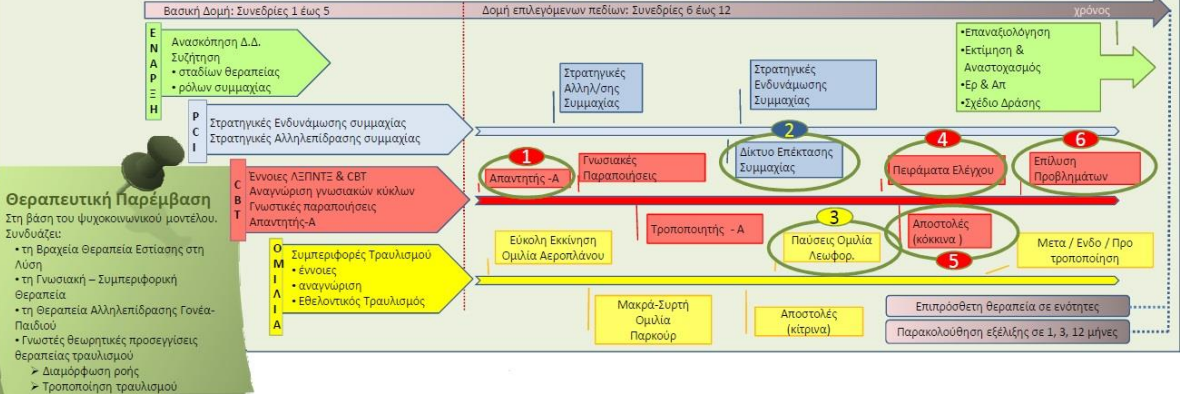 Βασική Δομή: Συνεδρίες 1 έως 5
Δομή επιλεγόμενων πεδίων: Συνεδρίες 6 έως 12
χρόνος
ΕΝΑΡΞΗ
Ανασκόπηση Δ.Δ.
Συζήτηση
• σταδίων θεραπείας
• ρόλων συμμαχίας
Στρατηγικές
Αλληλ/σης
Συμμαχίας
Στρατηγικές
Ενδυνάμωσης
Συμμαχίας
•Επαναξιολόγηση
•Εκτίμηση &
Αναστοχασμός
•Ερ & Απ
•Σχέδιο Δράσης
PCI
Στρατηγικές Ενδυνάμωσης συμμαχίας
Στρατηγικές Αλληλεπίδρασης συμμαχίας
CBT
Έννοιες ΛΞΠΝΤΞ & CBT
Αναγνώριση γνωσιακών κύκλων
Γνωστικές παραποιήσεις
Απαντητής-Α
1
Απαντητής -Α
Γνωσιακές
Παραποιήσεις
2
Δίκτυο Επέκτασης
Συμμαχίας
4
Πειράματα Ελέγχου
6
Επίλυση
Προβλημάτων
Τροποποιητής - Α
3
Παύσεις Ομιλία
Λεωφορ.
Αποστολές
(κόκκινα )
5
ΟΜΙΛΙΑ
Συμπεριφορές Τραυλισμού
• έννοιες
• αναγνώριση
• Εθελοντικός Τραυλισμός
Εύκολη Εκκίνηση
Ομιλία Αεροπλάνου
Μετα / Ενδο / Προ
τροποποίηση
Μακρά-Συρτή
Ομιλία
Παρκούρ
Αποστολές
(κίτρινα)
Επιπρόσθετη θεραπεία σε ενότητες
Παρακολούθηση εξέλιξης σε 1, 3, 12 μήνες
Θεραπευτική Παρέμβαση
Στη βάση του ψυχοκοινωνικού μοντέλου.
Συνδυάζει:
• τη Βραχεία Θεραπεία Εστίασης στη
Λύση
• τη Γνωσιακή – Συμπεριφορική
Θεραπεία
• τη Θεραπεία Αλληλεπίδρασης Γονέα-
Παιδιού
• Γνωστές θεωρητικές προσεγγίσεις
θεραπείας τραυλισμού
➢ Διαμόρφωση ροής
➢ Τροποποίηση τραυλισμού